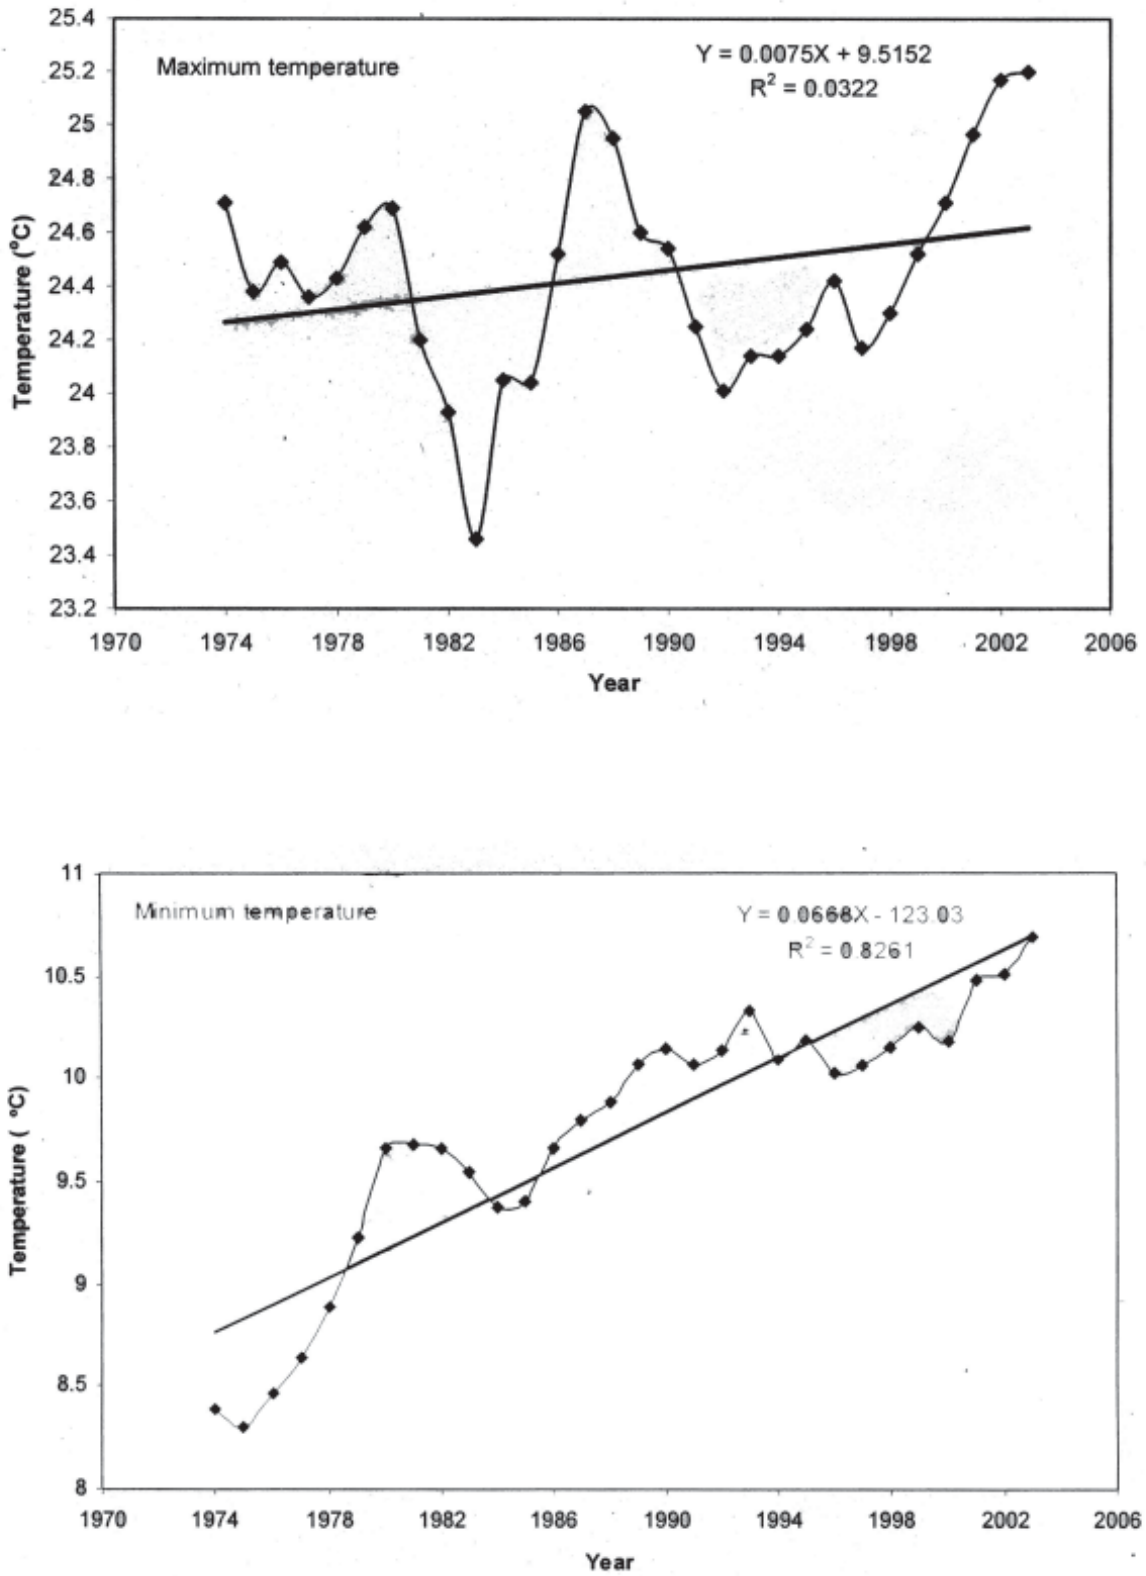 Maximum temperature
Y = 0.0075X + 9.5152
R² = 0.0322
25.4
25.2
25
24.8
24.6
24.4
24.2
24
23.8
23.6
23.4
23.2
Temperature (°C)
1970 1974 1978 1982 1986 1990 1994 1998 2002 2006
Year
Minimum temperature
Y = 0.0668X - 123.03
R² = 0.8261
11
10.5
10
9.5
9
8.5
8
Temperature ( °C)
1970 1974 1978 1982 1986 1990 1994 1998 2002 2006
Year